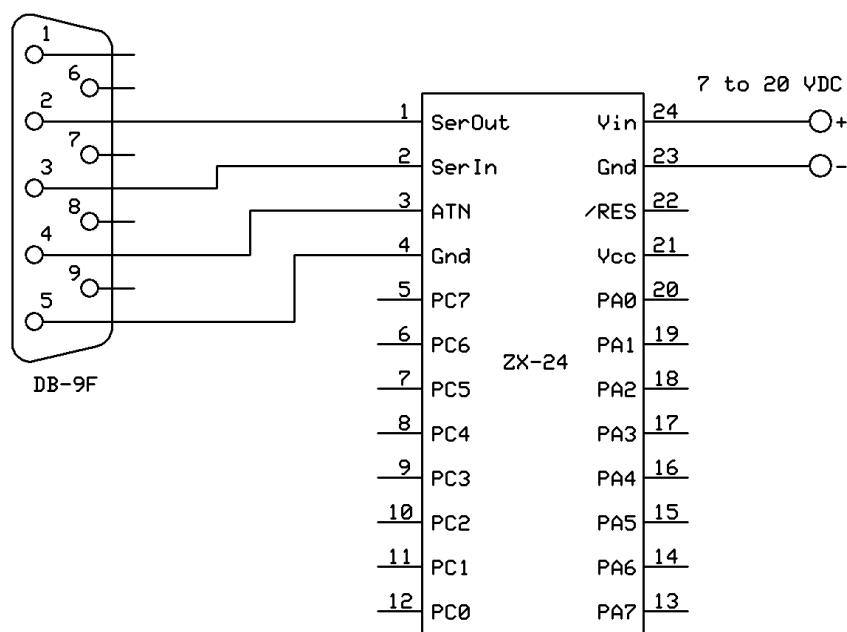 1
6
2
7
3
8
4
9
5
DB-9F
7 to 20 VDC
+
-
ZX-24
1 SerOut
2 SerIn
3 ATN
4 Gnd
5 PC7
6 PC6
7 PC5
8 PC4
9 PC3
10 PC2
11 PC1
12 PC0
Vin 24
Gnd 23
/RES 22
Vcc 21
PA0 20
PA1 19
PA2 18
PA3 17
PA4 16
PA5 15
PA6 14
PA7 13